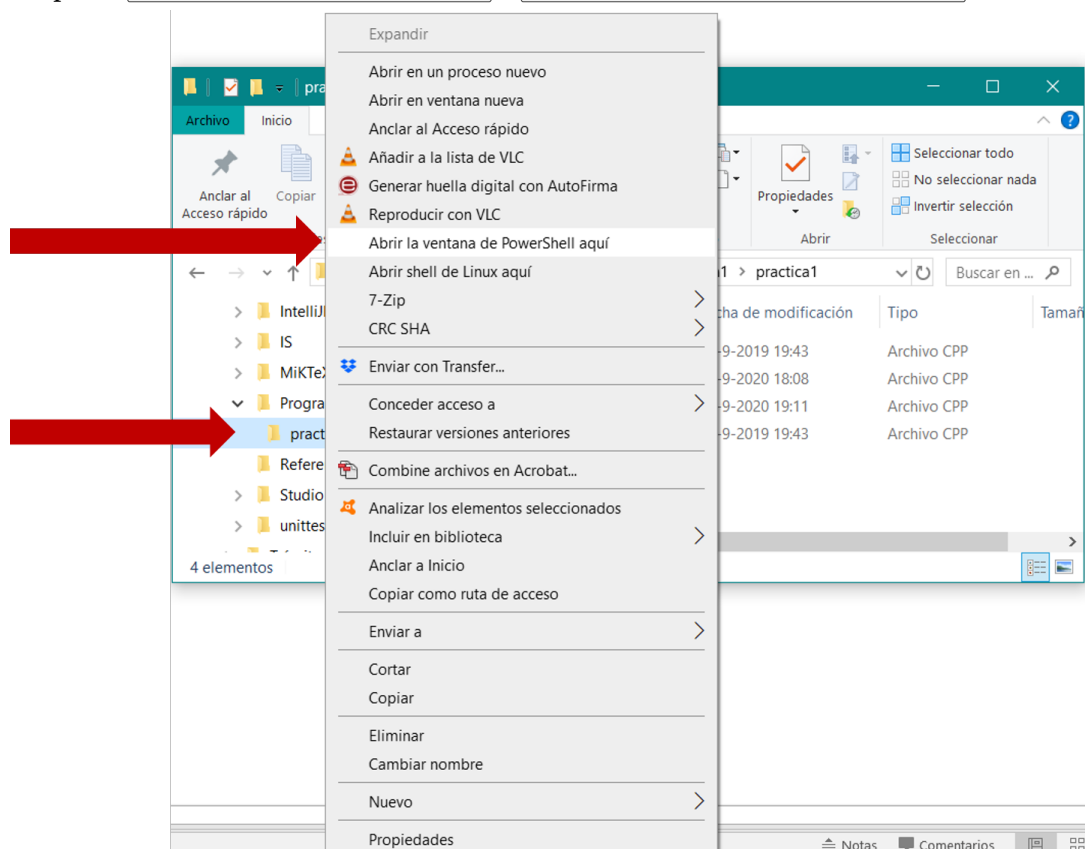 Expandir
Abrir en un proceso nuevo
Abrir en ventana nueva
Anclar al Acceso rápido
Añadir a la lista de VLC
Generar huella digital con AutoFirma
Reproducir con VLC
Abrir la ventana de PowerShell aquí
Abrir shell de Linux aquí
7-Zip
CRC SHA
Enviar con Transfer...
Conceder acceso a
Restaurar versiones anteriores
Combine archivos en Acrobat...
Analizar los elementos seleccionados
Incluir en biblioteca
Anclar a Inicio
Copiar como ruta de acceso
Enviar a
Cortar
Copiar
Eliminar
Cambiar nombre
Nuevo
Propiedades
pra
Archivo Inicio
Anclar al
Acceso rápido
Copiar
Propiedades
Abrir
Seleccionar todo
No seleccionar nada
Invertir selección
Seleccionar
a1 > practica1
Buscar en ...
IntelliJI
IS
MiKTeX
Progra
pract
Refere
Studio
unittes
4 elementos
cha de modificación Tipo Tamañ
-9-2019 19:43 Archivo CPP
-9-2020 18:08 Archivo CPP
-9-2020 19:11 Archivo CPP
-9-2019 19:43 Archivo CPP
Notas Comentarios